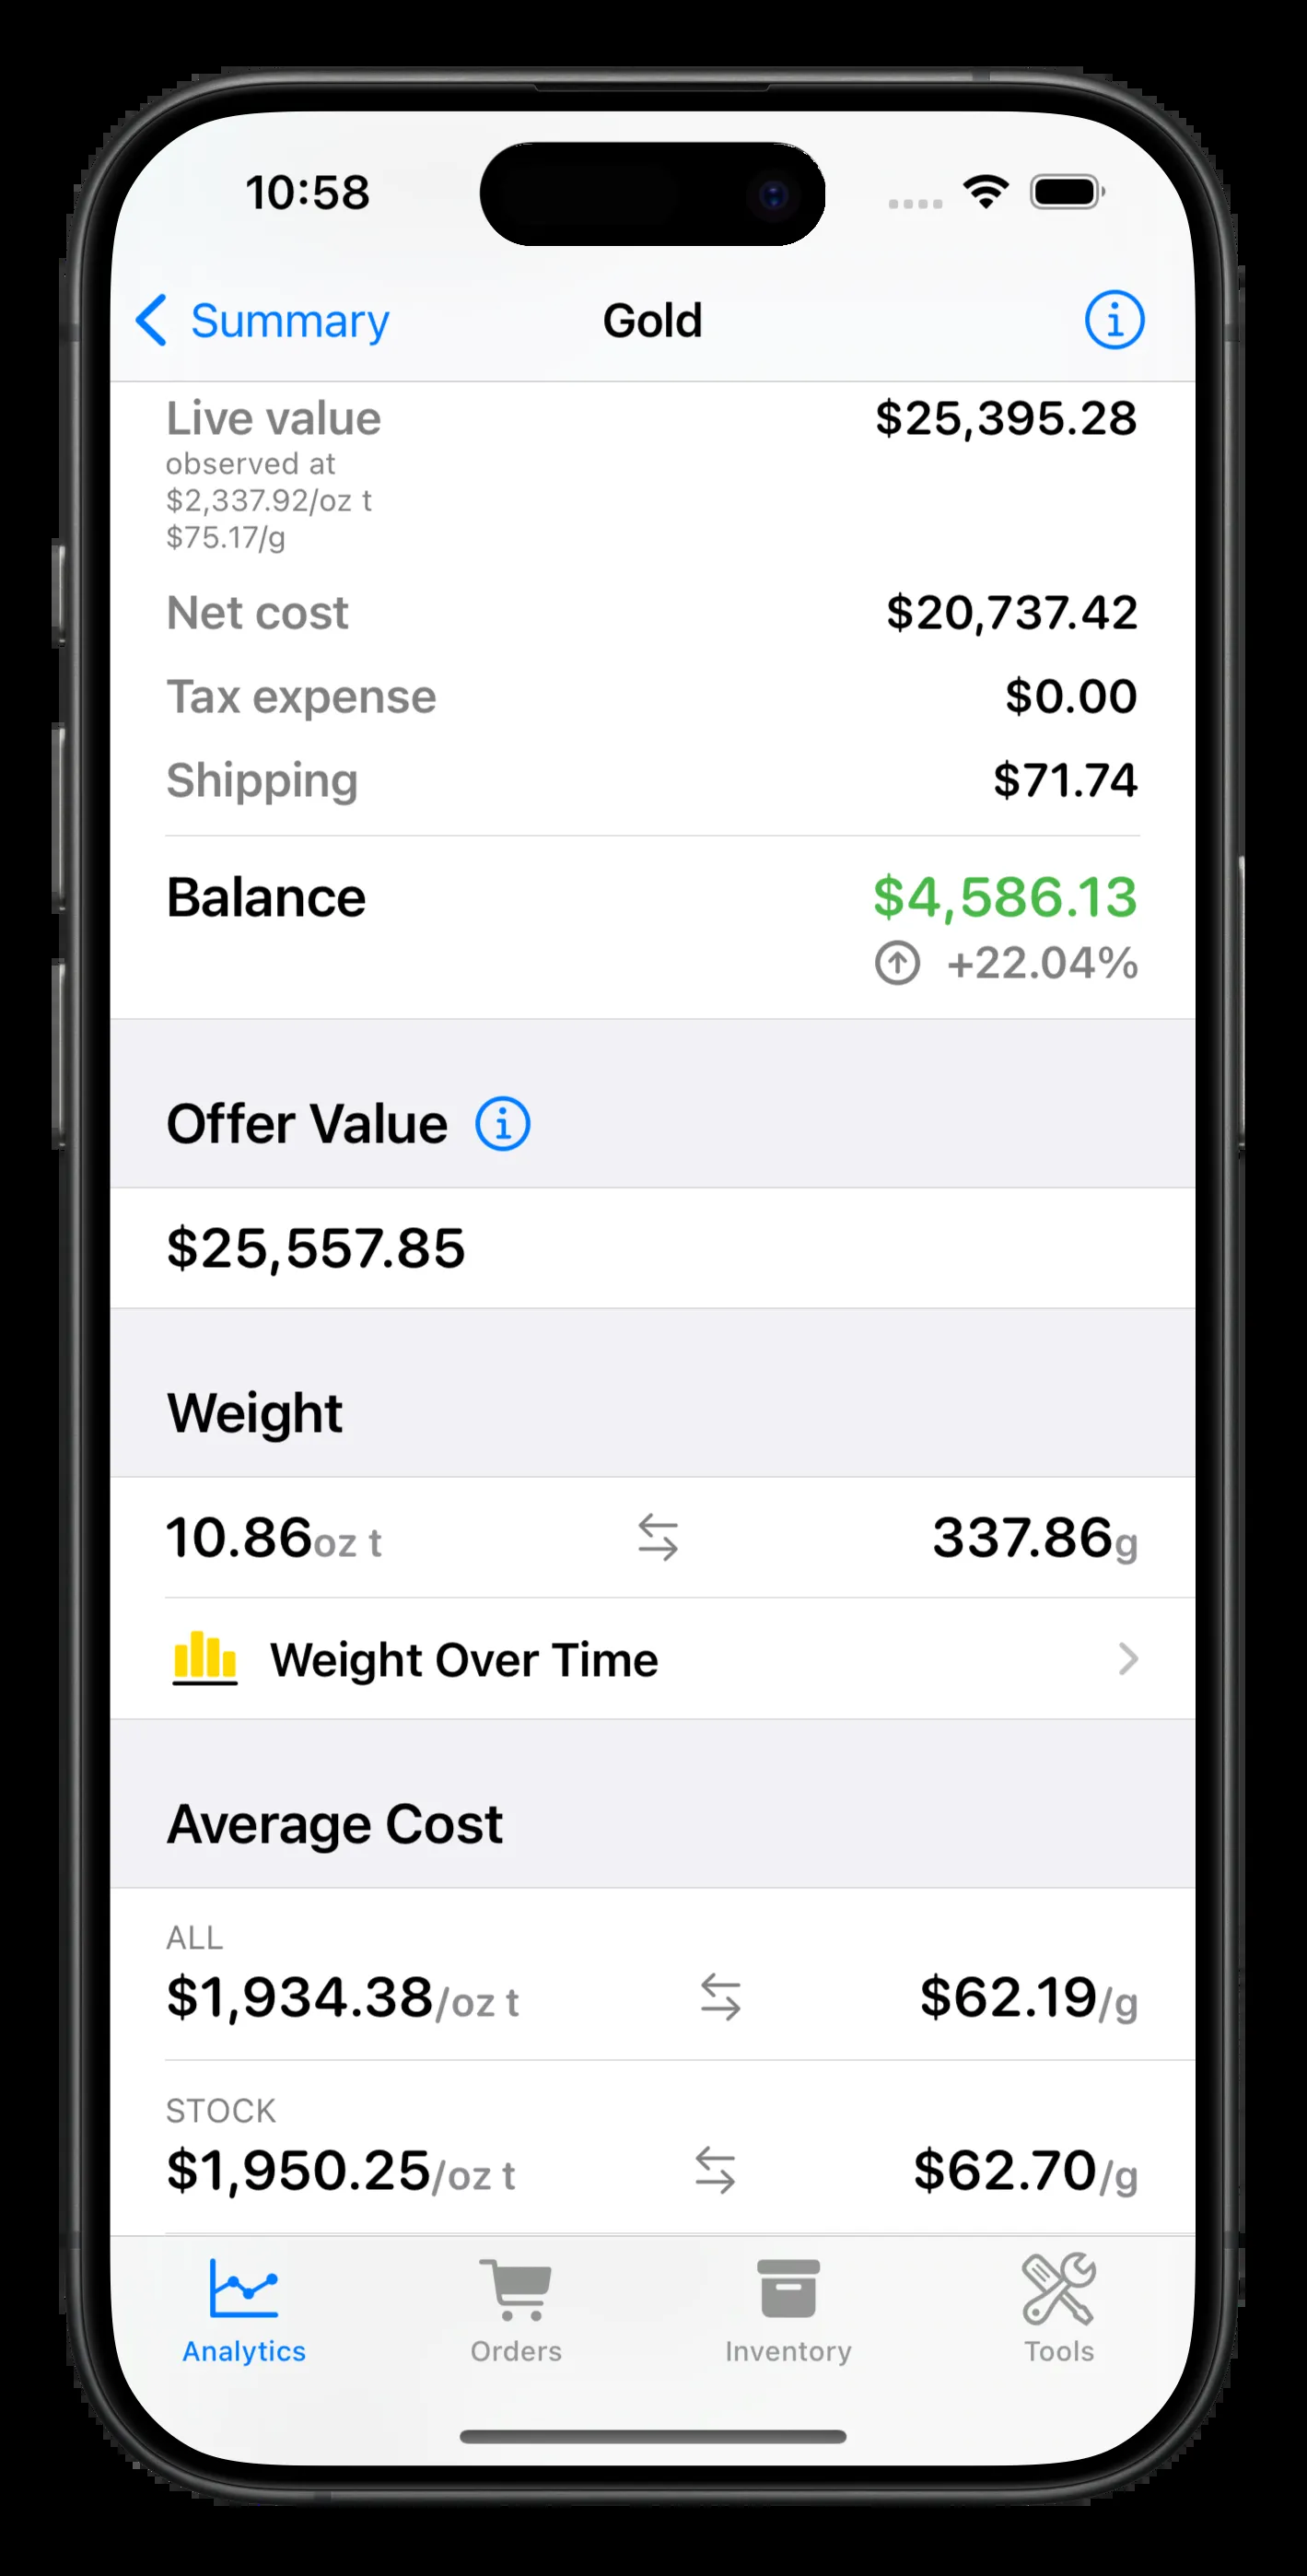 10:58
Summary
Gold
Live value
$25,395.28
observed at
$2,337.92/oz t
$75.17/g
Net cost
$20,737.42
Tax expense
$0.00
Shipping
$71.74
Balance
$4,586.13
+22.04%
Offer Value
$25,557.85
Weight
10.86oz t
337.86g
Weight Over Time
Average Cost
ALL
$1,934.38/oz t
$62.19/g
STOCK
$1,950.25/oz t
$62.70/g
Analytics
Orders
Inventory
Tools